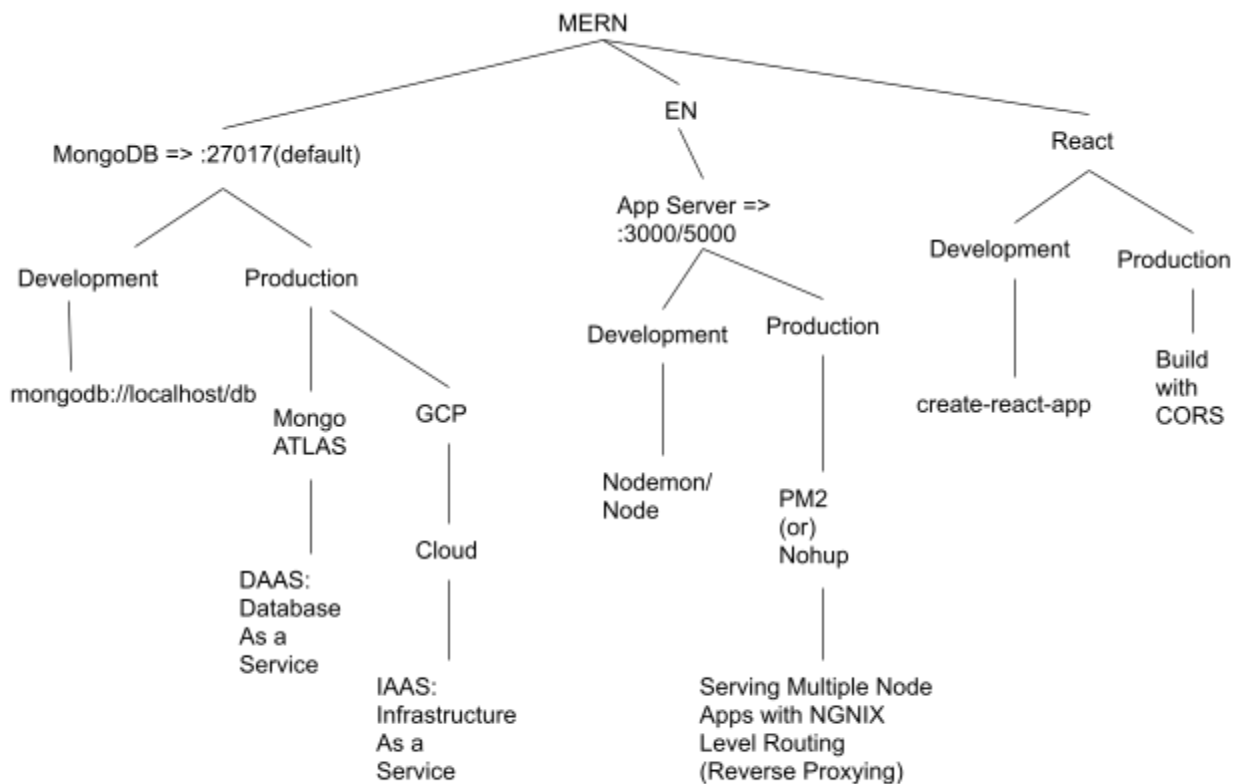 MERN
EN
MongoDB => :27017(default)
React
App Server =>
:3000/5000
Development
Production
Development
Production
Development
Production
mongodb://localhost/db
Mongo
ATLAS
GCP
create-react-app
Build
with
CORS
Nodemon/
Node
PM2
(or)
Nohup
Cloud
DAAS:
Database
As a
Service
IAAS:
Infrastructure
As a
Service
Serving Multiple Node
Apps with NGNIX
Level Routing
(Reverse Proxying)